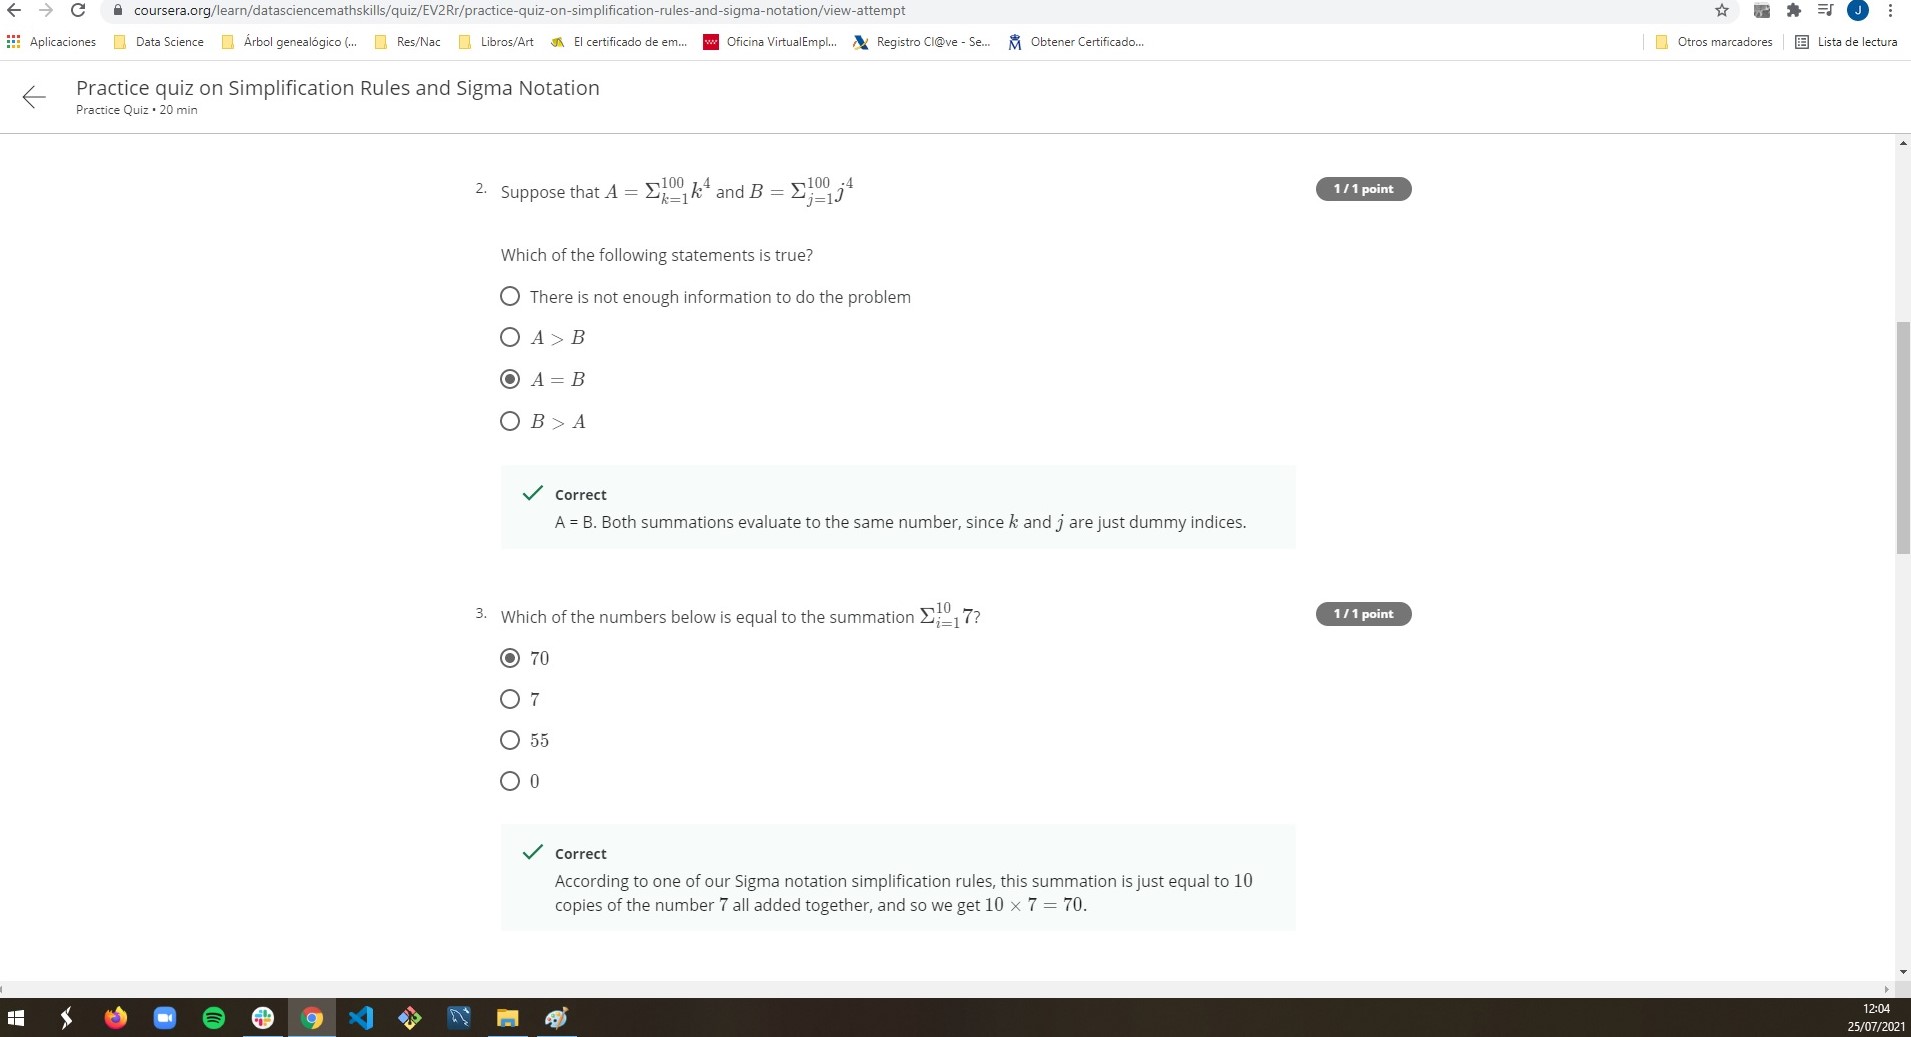 coursera.org/learn/datasciencemathskills/quiz/EV2Rr/practice-quiz-on-simplification-rules-and-sigma-notation/view-attempt
J
Aplicaciones Data Science Árbol genealógico (... Res/Nac Libros/Art El certificado de em... Oficina VirtualEmpl... Registro Cl@ve - Se... Obtener Certificado... Otros marcadores Lista de lectura
Practice quiz on Simplification Rules and Sigma Notation
Practice Quiz • 20 min
2. Suppose that A = Σ_{k=1}^{100} k^4 and B = Σ_{j=1}^{100} j^4
1 / 1 point
Which of the following statements is true?
There is not enough information to do the problem
A > B
A = B
B > A
Correct
A = B. Both summations evaluate to the same number, since k and j are just dummy indices.
3. Which of the numbers below is equal to the summation Σ_{i=1}^{10} 7?
1 / 1 point
70
7
55
0
Correct
According to one of our Sigma notation simplification rules, this summation is just equal to 10
copies of the number 7 all added together, and so we get 10 × 7 = 70.
12:04
25/07/2021